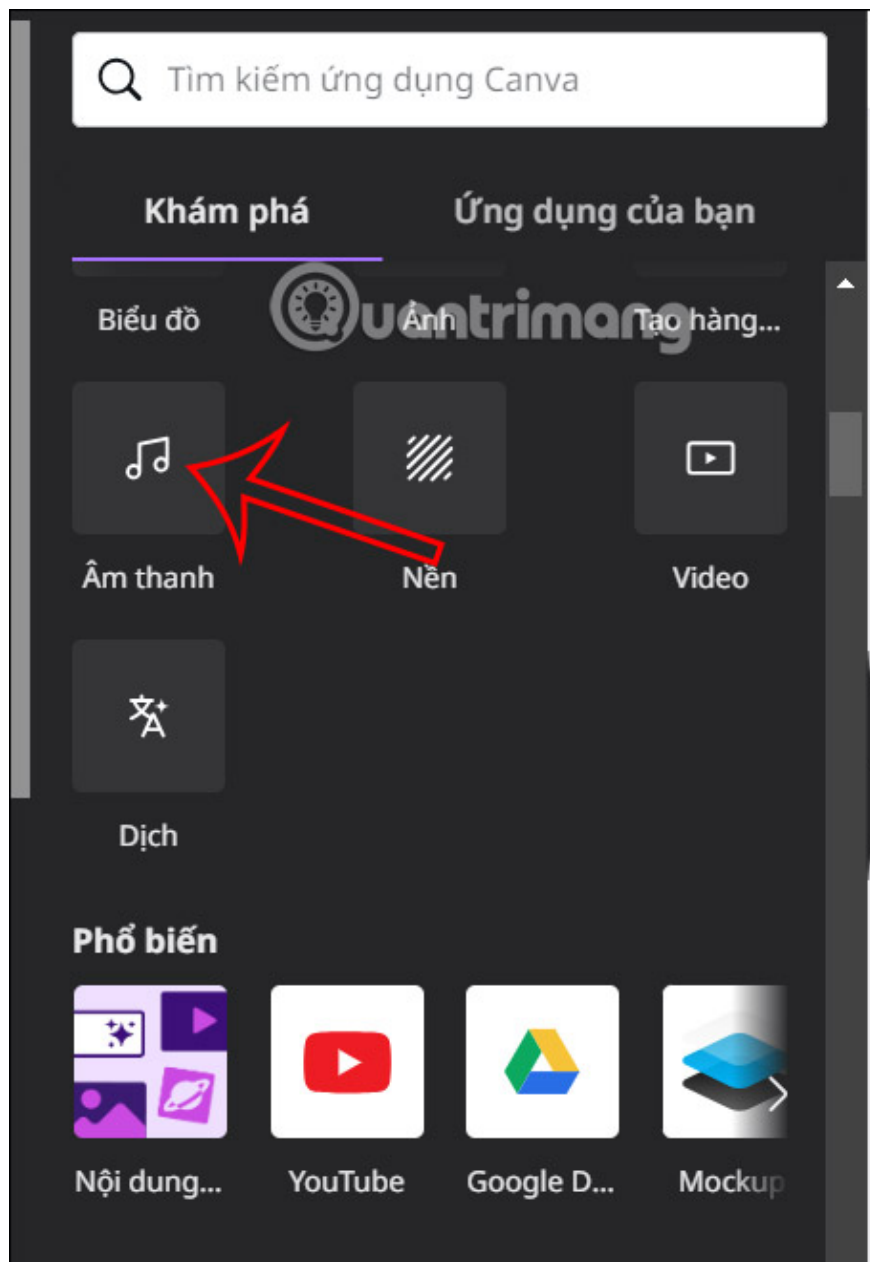 Tìm kiếm ứng dụng Canva
Khám phá
Ứng dụng của bạn
Quantrimang
Biểu đồ
Ảnh
Tạo hàng...
Âm thanh
Nền
Video
Dịch
Phổ biến
Nội dung...
YouTube
Google D...
Mockup